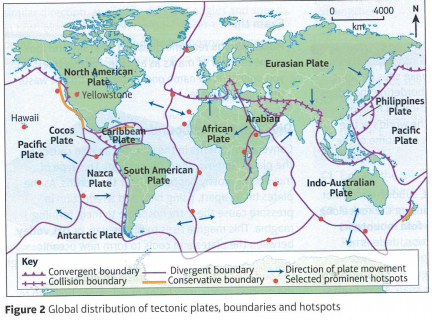 0 4000
km
N
North American
Plate
Yellowstone
Eurasian Plate
Philippines
Plate
Hawaii
Cocos
Plate
Caribbean
Plate
African
Plate
Arabian
Pacific
Plate
Pacific
Plate
Nazca
Plate
South American
Plate
Indo-Australian
Plate
Antarctic Plate
Key
Convergent boundary
Divergent boundary
Direction of plate movement
Collision boundary
Conservative boundary
Selected prominent hotspots
Figure 2 Global distribution of tectonic plates, boundaries and hotspots